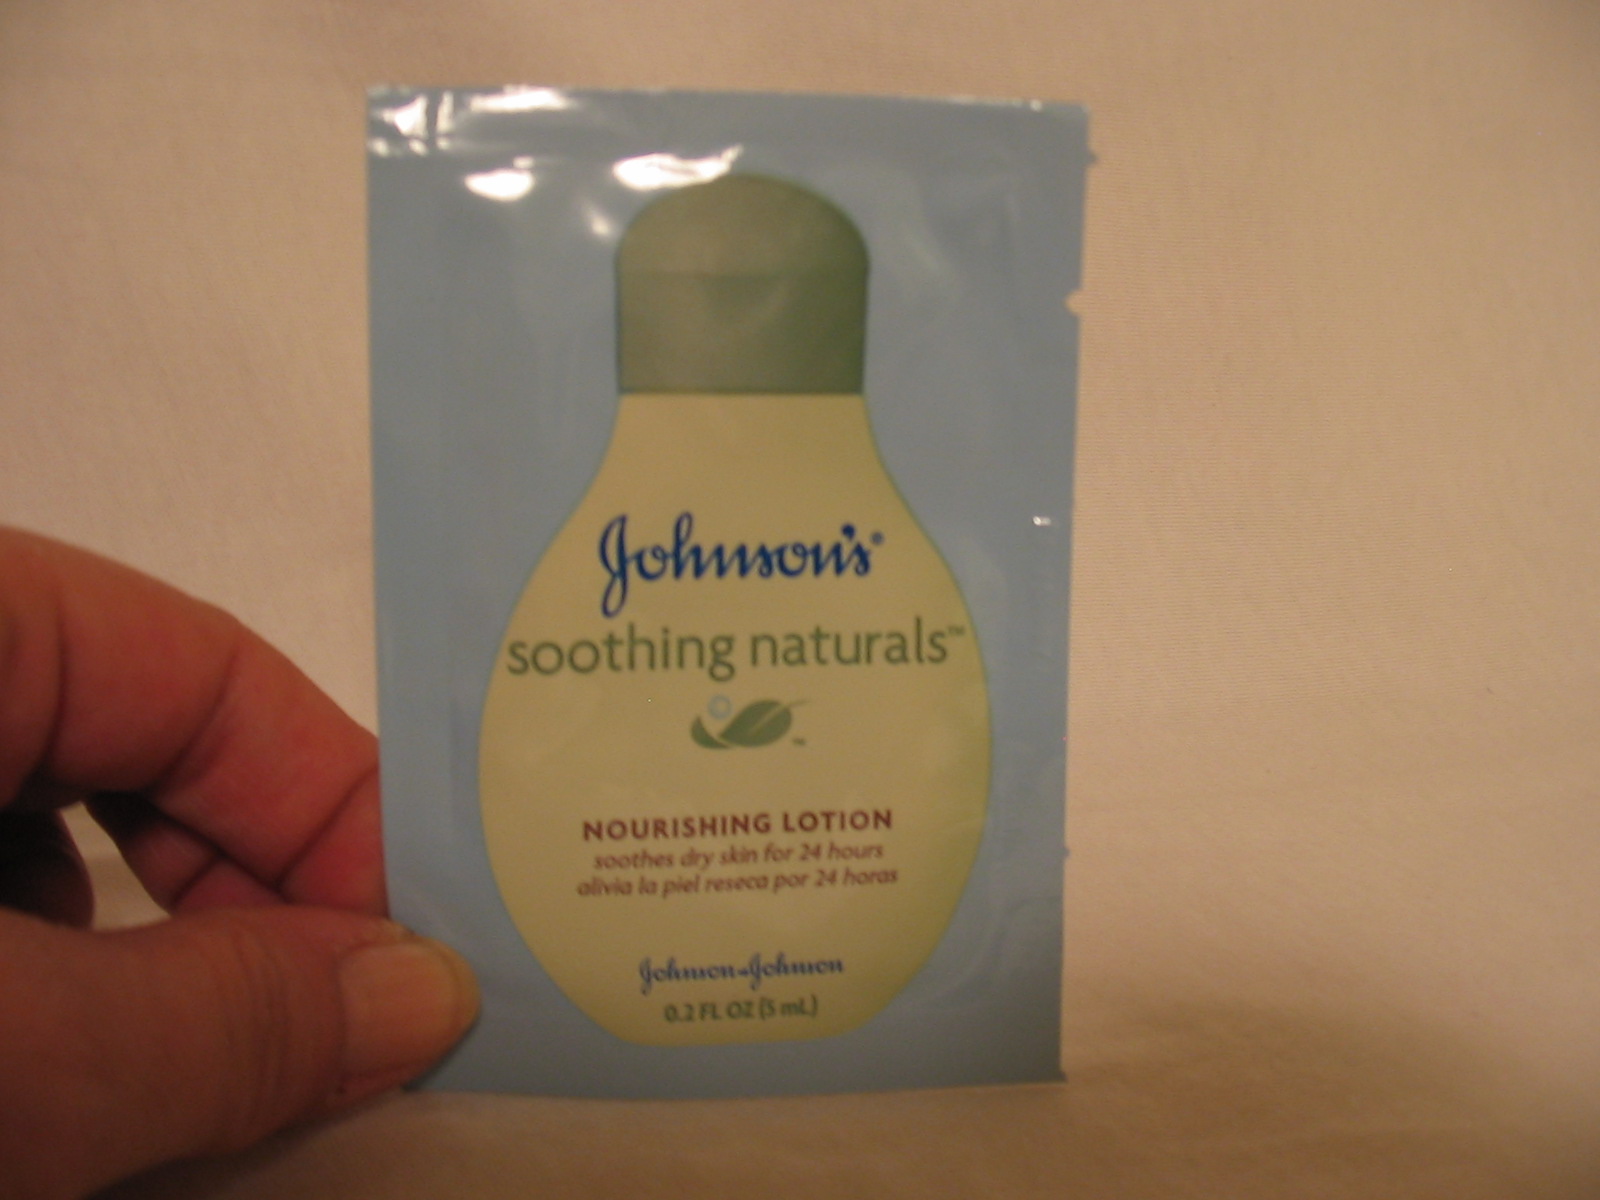 Johnson's®
soothing naturals™
™
NOURISHING LOTION
soothes dry skin for 24 hours
alivia la piel reseca por 24 horas
Johnson-Johnson
0.2 FL OZ (5 mL)